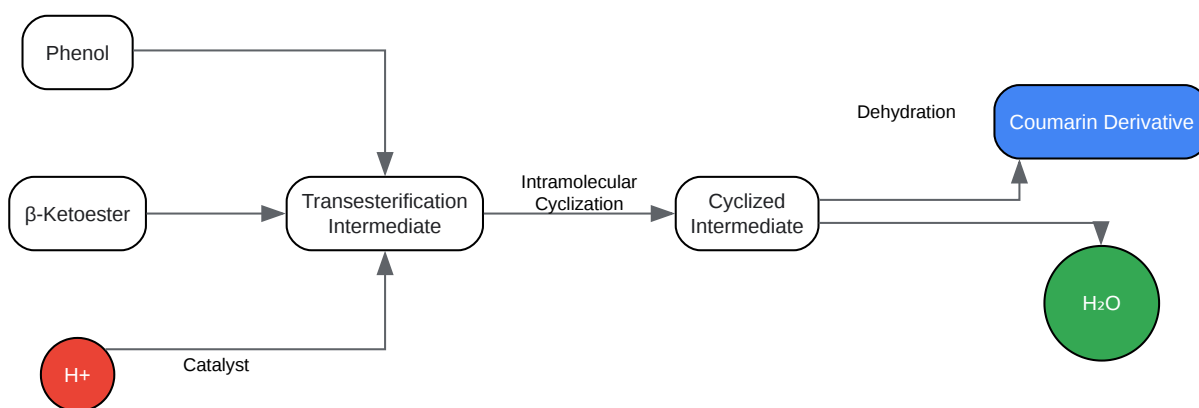 Phenol
Dehydration
Coumarin Derivative
β-Ketoester
Transesterification
Intermediate
Intramolecular
Cyclization
Cyclized
Intermediate
H₂O
Catalyst
H+